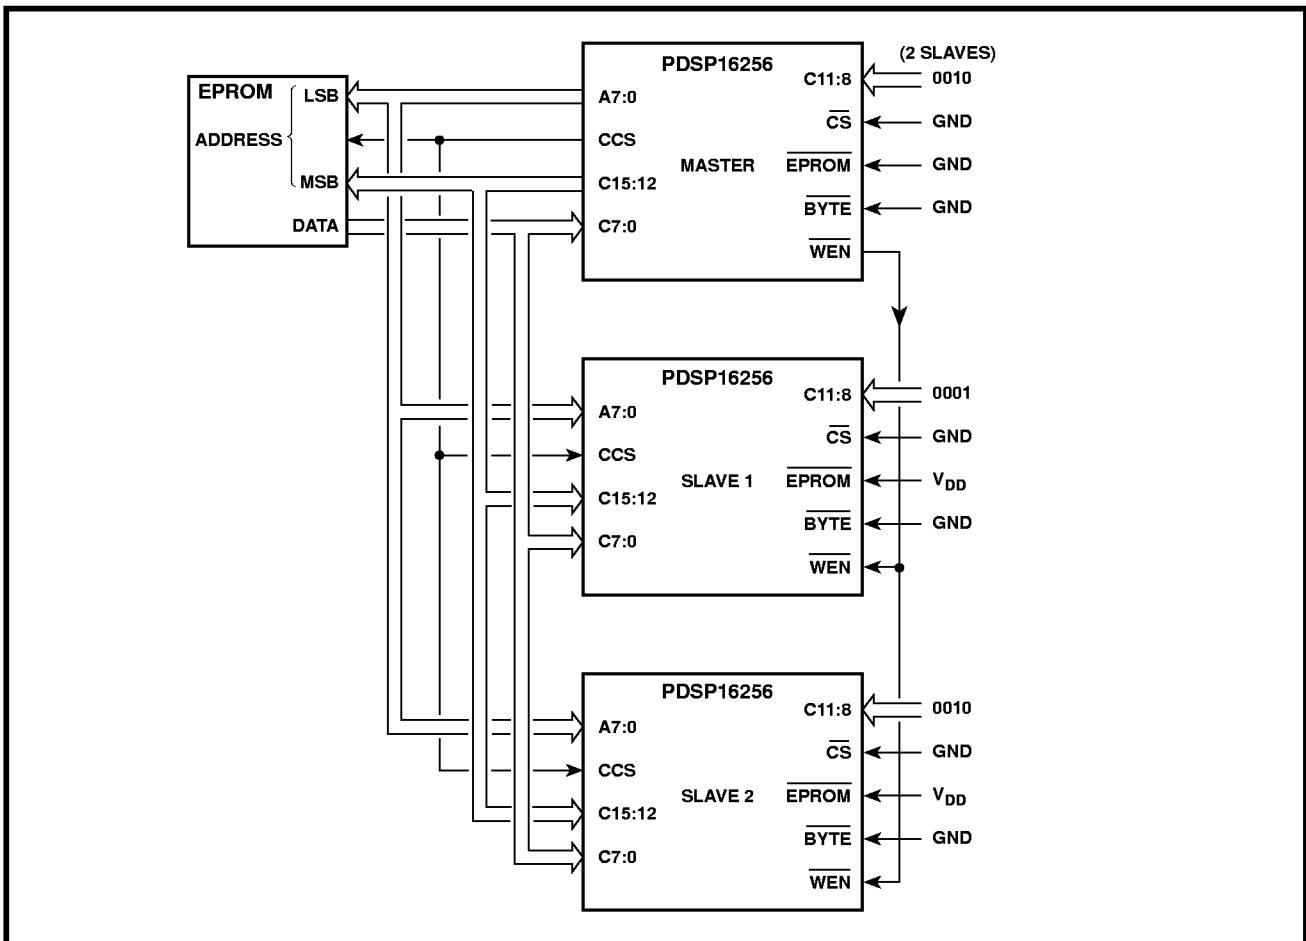 EPROM
LSB
ADDRESS
MSB
DATA
(2 SLAVES)
PDSP16256
C11:8
0010
A7:0
CS
GND
CCS
MASTER
EPROM
GND
C15:12
BYTE
GND
C7:0
WEN
PDSP16256
C11:8
0001
A7:0
CS
GND
CCS
SLAVE 1
EPROM
VDD
C15:12
BYTE
GND
C7:0
WEN
PDSP16256
C11:8
0010
A7:0
CS
GND
CCS
SLAVE 2
EPROM
VDD
C15:12
BYTE
GND
C7:0
WEN